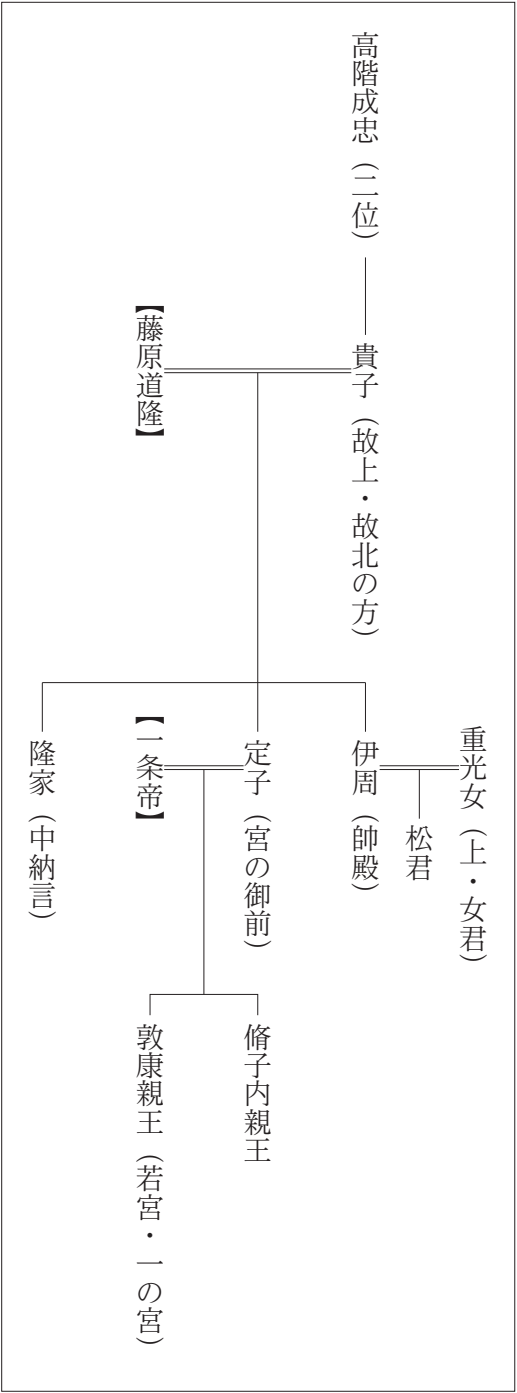 高階成忠（二位）
貴子（故上・故北の方）
【藤原道隆】
重光女（上・女君）
松君
伊周（帥殿）
定子（宮の御前）
【一条帝】
隆家（中納言）
脩子内親王
敦康親王（若宮・一の宮）